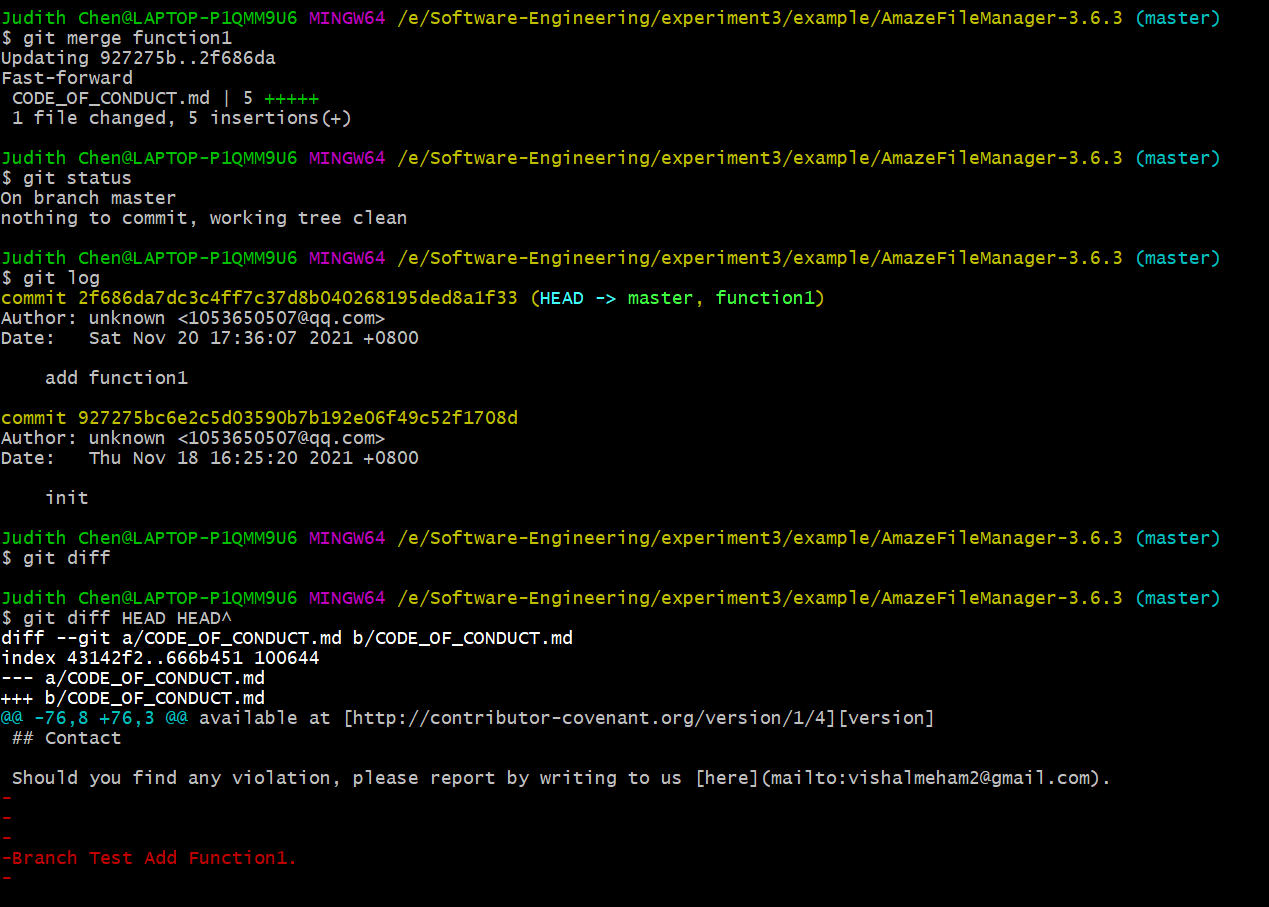 Judith Chen@LAPTOP-P1QMM9U6 MINGW64 /e/Software-Engineering/experiment3/example/AmazeFileManager-3.6.3 (master)
$ git merge function1
Updating 927275b..2f686da
Fast-forward
 CODE_OF_CONDUCT.md | 5 +++++
 1 file changed, 5 insertions(+)

Judith Chen@LAPTOP-P1QMM9U6 MINGW64 /e/Software-Engineering/experiment3/example/AmazeFileManager-3.6.3 (master)
$ git status
On branch master
nothing to commit, working tree clean

Judith Chen@LAPTOP-P1QMM9U6 MINGW64 /e/Software-Engineering/experiment3/example/AmazeFileManager-3.6.3 (master)
$ git log
commit 2f686da7dc3c4ff7c37d8b040268195ded8a1f33 (HEAD -> master, function1)
Author: unknown <1053650507@qq.com>
Date:   Sat Nov 20 17:36:07 2021 +0800

    add function1

commit 927275bc6e2c5d03590b7b192e06f49c52f1708d
Author: unknown <1053650507@qq.com>
Date:   Thu Nov 18 16:25:20 2021 +0800

    init

Judith Chen@LAPTOP-P1QMM9U6 MINGW64 /e/Software-Engineering/experiment3/example/AmazeFileManager-3.6.3 (master)
$ git diff

Judith Chen@LAPTOP-P1QMM9U6 MINGW64 /e/Software-Engineering/experiment3/example/AmazeFileManager-3.6.3 (master)
$ git diff HEAD HEAD^
diff --git a/CODE_OF_CONDUCT.md b/CODE_OF_CONDUCT.md
index 43142f2..666b451 100644
--- a/CODE_OF_CONDUCT.md
+++ b/CODE_OF_CONDUCT.md
@@ -76,8 +76,3 @@ available at [http://contributor-covenant.org/version/1/4][version]
 ## Contact

 Should you find any violation, please report by writing to us [here](mailto:vishalmeham2@gmail.com).
-
-
-
-Branch Test Add Function1.
-